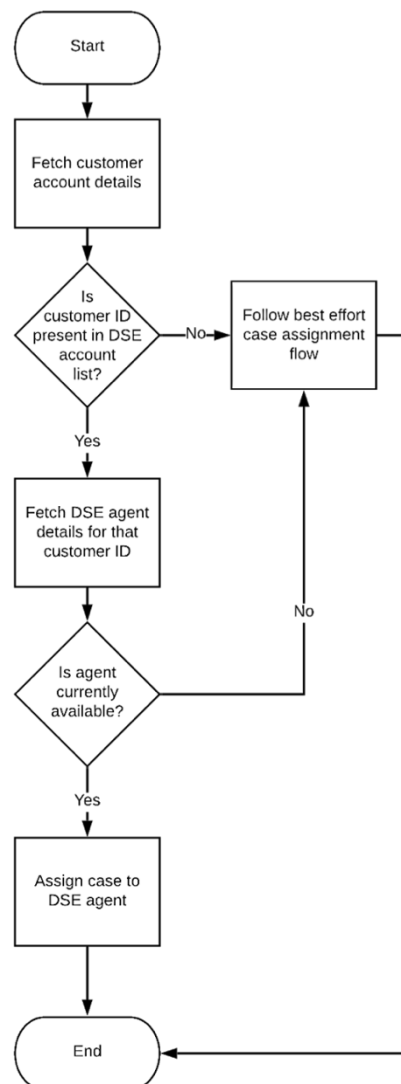 Start
Fetch customer
account details
Is
customer ID
present in DSE
account
list?
No
Follow best effort
case assignment
flow
Yes
Fetch DSE agent
details for that
customer ID
No
Is agent
currently
available?
Yes
Assign case to
DSE agent
End